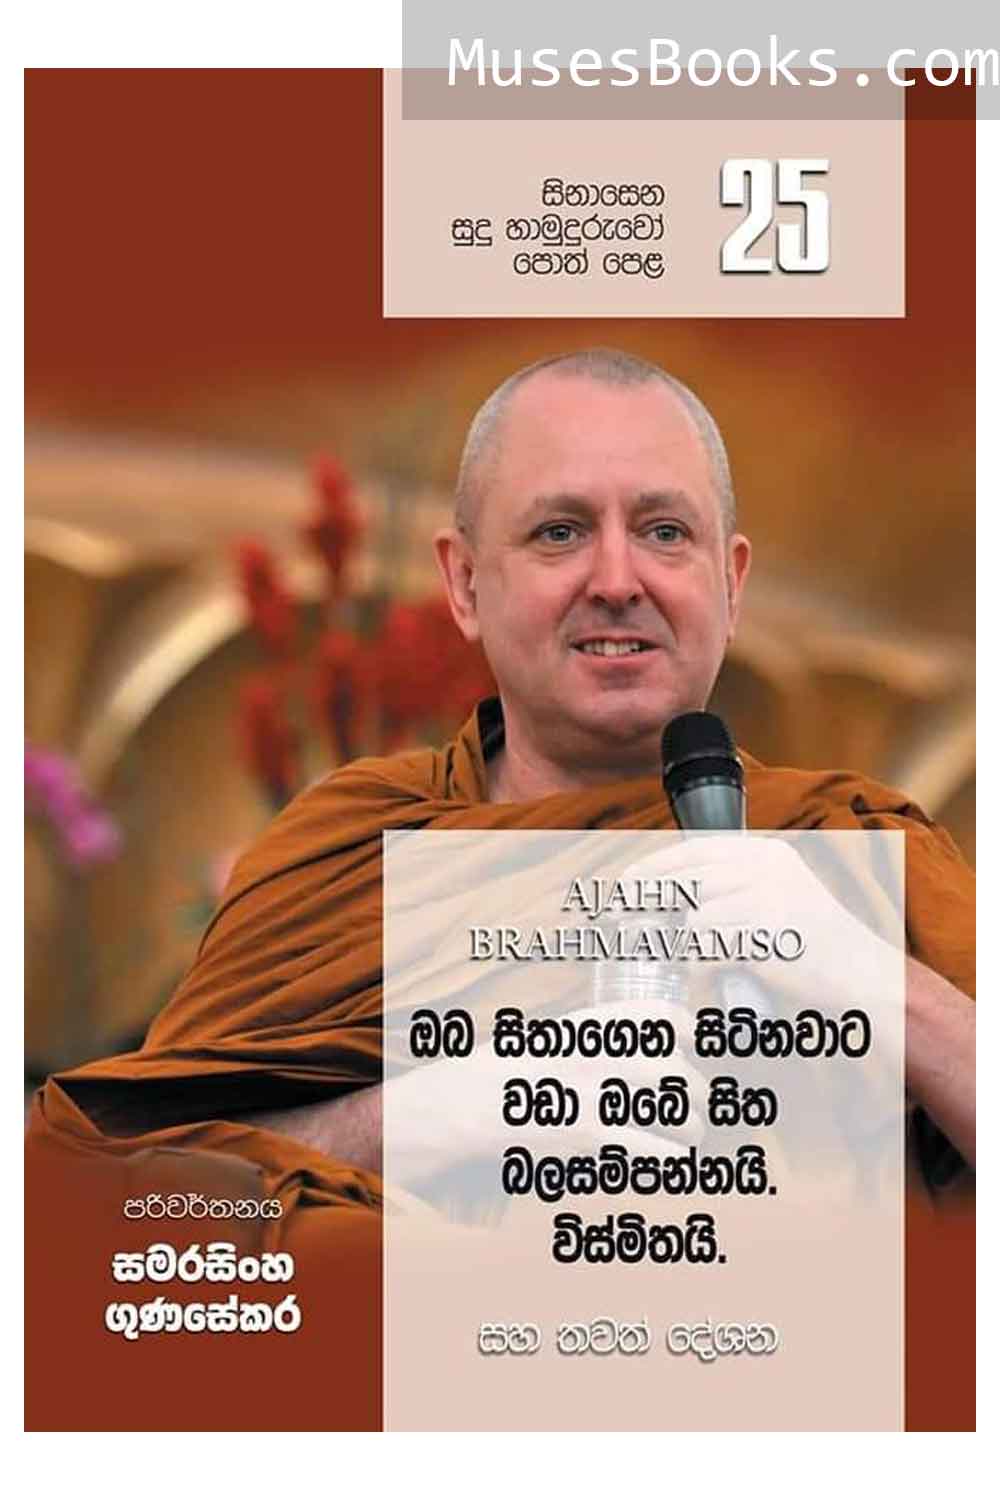 MusesBooks.com
සිනාසෙන
සුදු හාමුදුරුවෝ
පොත් පෙළ
25
AJAHN
BRAHMAVAMSO
ඔබ සිතාගෙන සිටිනවාට
වඩා ඔබේ සිත
බලසම්පන්නයි.
විස්මිතයි.
සහ තවත් දේශන
පරිවර්තනය
සමරසිංහ
ගුණසේකර